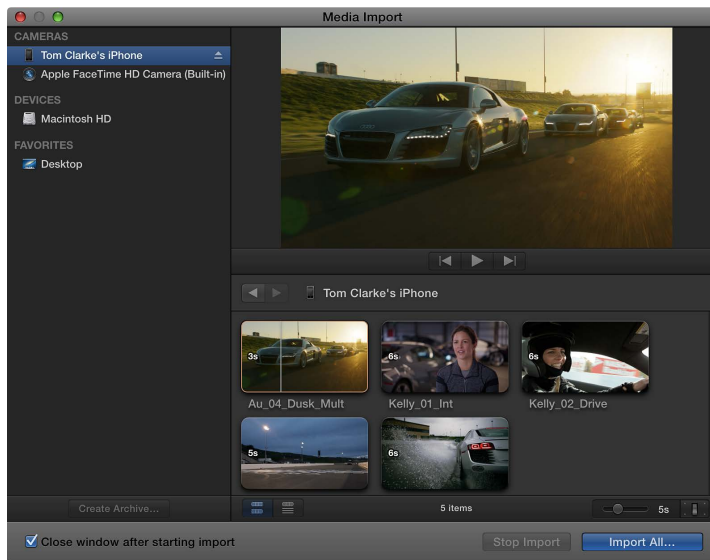 Media Import
CAMERAS
Tom Clarke's iPhone
Apple FaceTime HD Camera (Built-in)
DEVICES
Macintosh HD
FAVORITES
Desktop
Tom Clarke's iPhone
3s
6s
6s
Au_04_Dusk_Mult
Kelly_01_Int
Kelly_02_Drive
5s
6s
Create Archive...
5 items
5s
Close window after starting import
Stop Import
Import All...